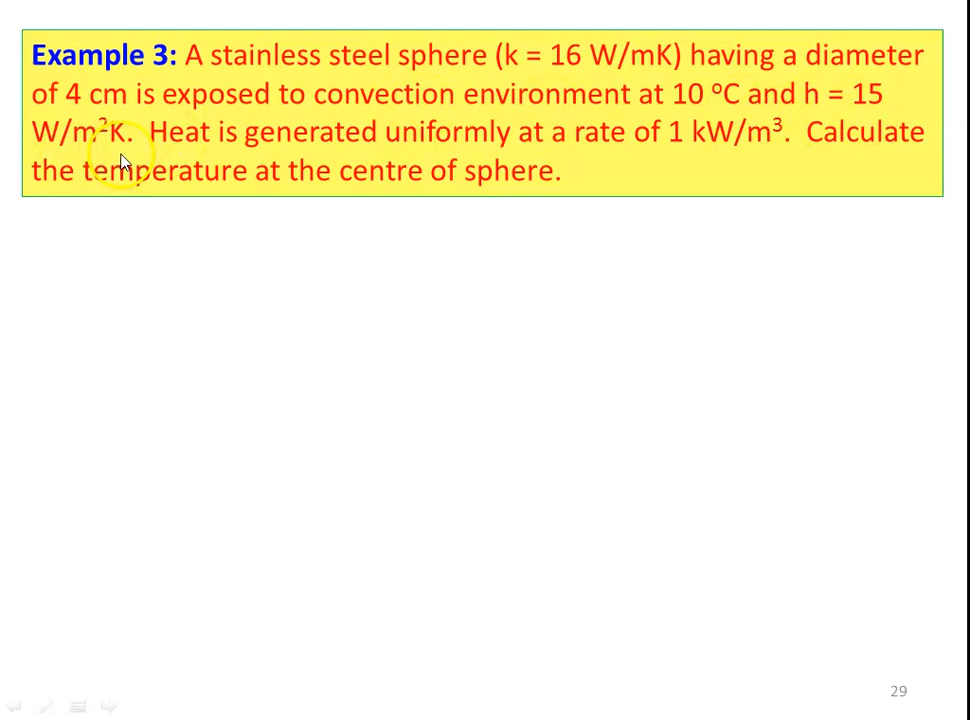 Example 3: A stainless steel sphere (k = 16 W/mK) having a diameter
of 4 cm is exposed to convection environment at 10 ºC and h = 15
W/m²K. Heat is generated uniformly at a rate of 1 kW/m³. Calculate
the temperature at the centre of sphere.
29